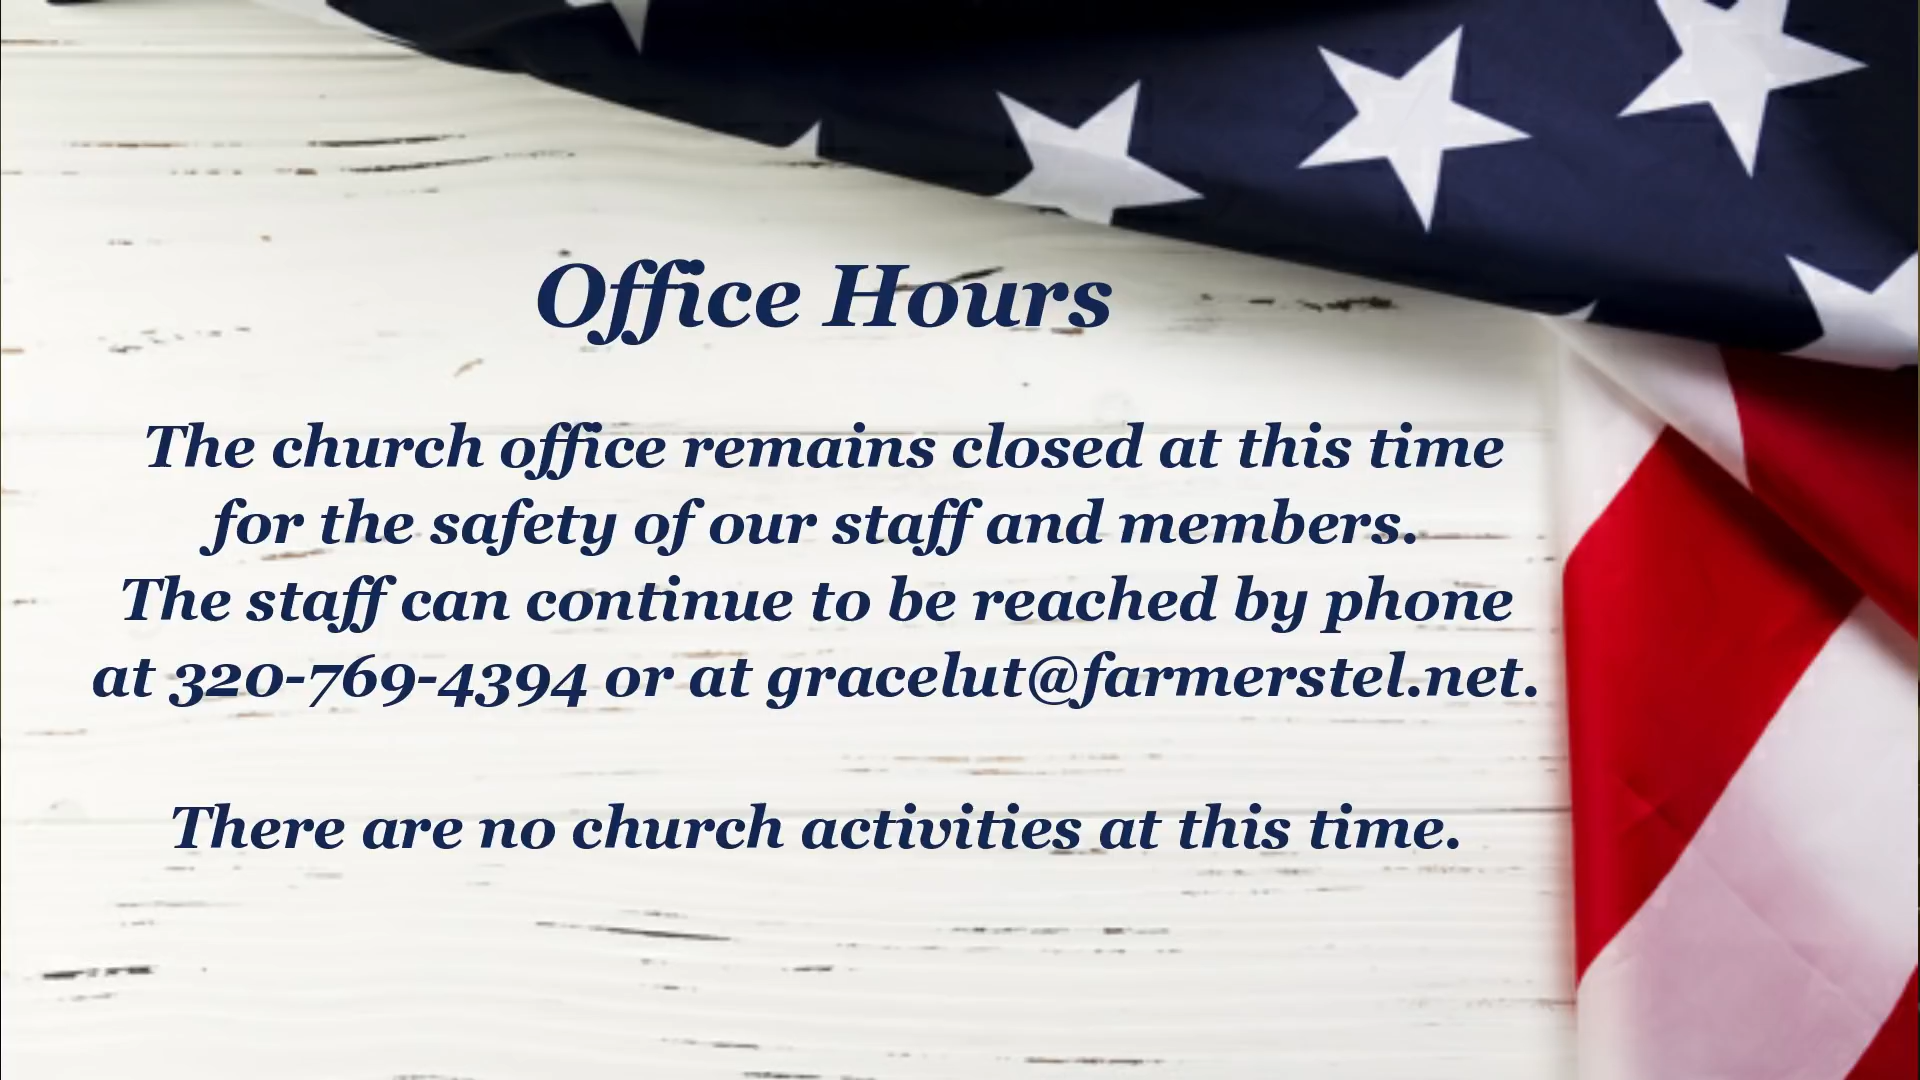 Office Hours
The church office remains closed at this time
for the safety of our staff and members.
The staff can continue to be reached by phone
at 320-769-4394 or at gracelut@farmerstel.net.
There are no church activities at this time.